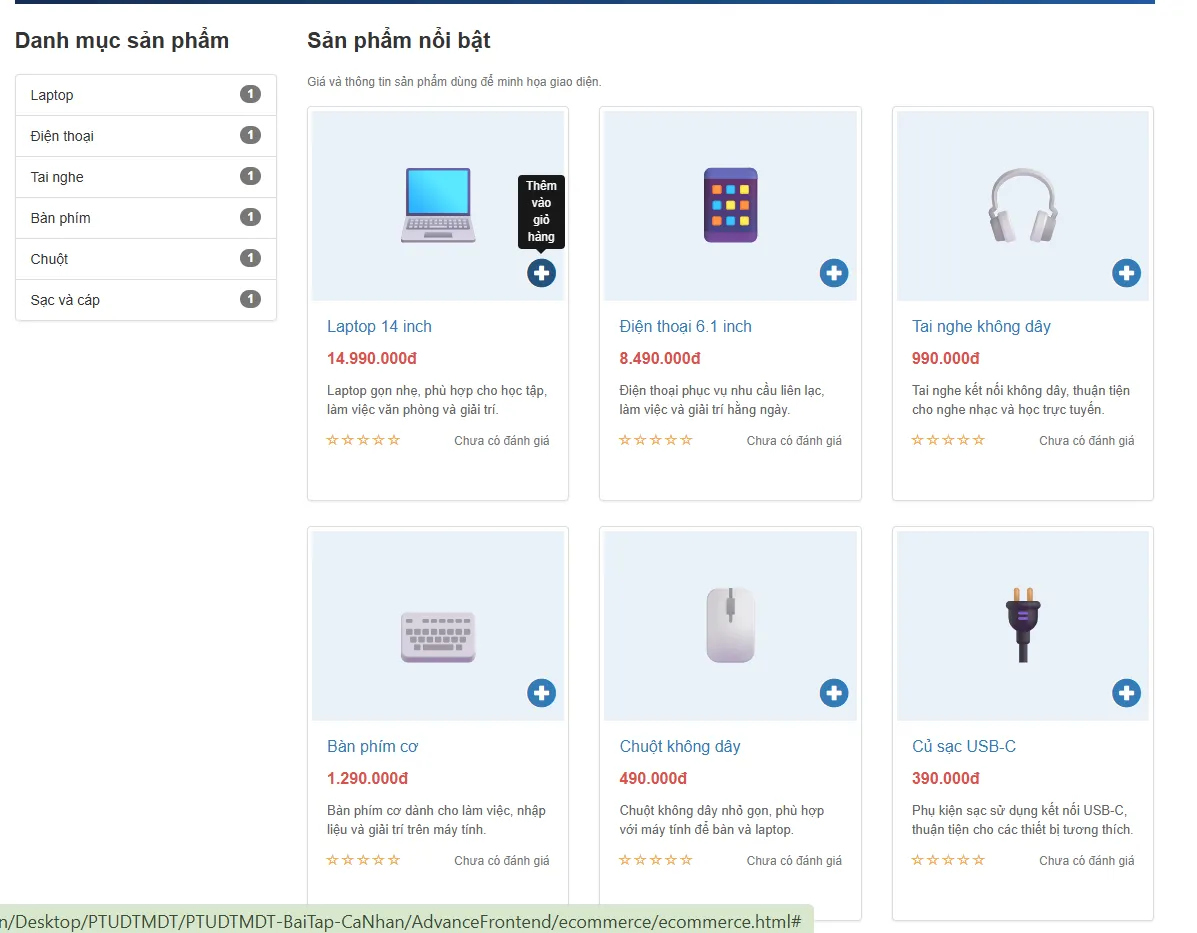 Danh mục sản phẩm
Laptop 1
Điện thoại 1
Tai nghe 1
Bàn phím 1
Chuột 1
Sạc và cáp 1
Sản phẩm nổi bật
Giá và thông tin sản phẩm dùng để minh họa giao diện.
Thêm
vào
giỏ
hàng
Laptop 14 inch
14.990.000đ
Laptop gọn nhẹ, phù hợp cho học tập,
làm việc văn phòng và giải trí.
☆☆☆☆☆ Chưa có đánh giá
Điện thoại 6.1 inch
8.490.000đ
Điện thoại phục vụ nhu cầu liên lạc,
làm việc và giải trí hằng ngày.
☆☆☆☆☆ Chưa có đánh giá
Tai nghe không dây
990.000đ
Tai nghe kết nối không dây, thuận tiện
cho nghe nhạc và học trực tuyến.
☆☆☆☆☆ Chưa có đánh giá
Bàn phím cơ
1.290.000đ
Bàn phím cơ dành cho làm việc, nhập
liệu và giải trí trên máy tính.
☆☆☆☆☆ Chưa có đánh giá
Chuột không dây
490.000đ
Chuột không dây nhỏ gọn, phù hợp
với máy tính để bàn và laptop.
☆☆☆☆☆ Chưa có đánh giá
Củ sạc USB-C
390.000đ
Phụ kiện sạc sử dụng kết nối USB-C,
thuận tiện cho các thiết bị tương thích.
☆☆☆☆☆ Chưa có đánh giá
n/Desktop/PTUDTMDT/PTUDTMDT-BaiTap-CaNhan/AdvanceFrontend/ecommerce/ecommerce.html#